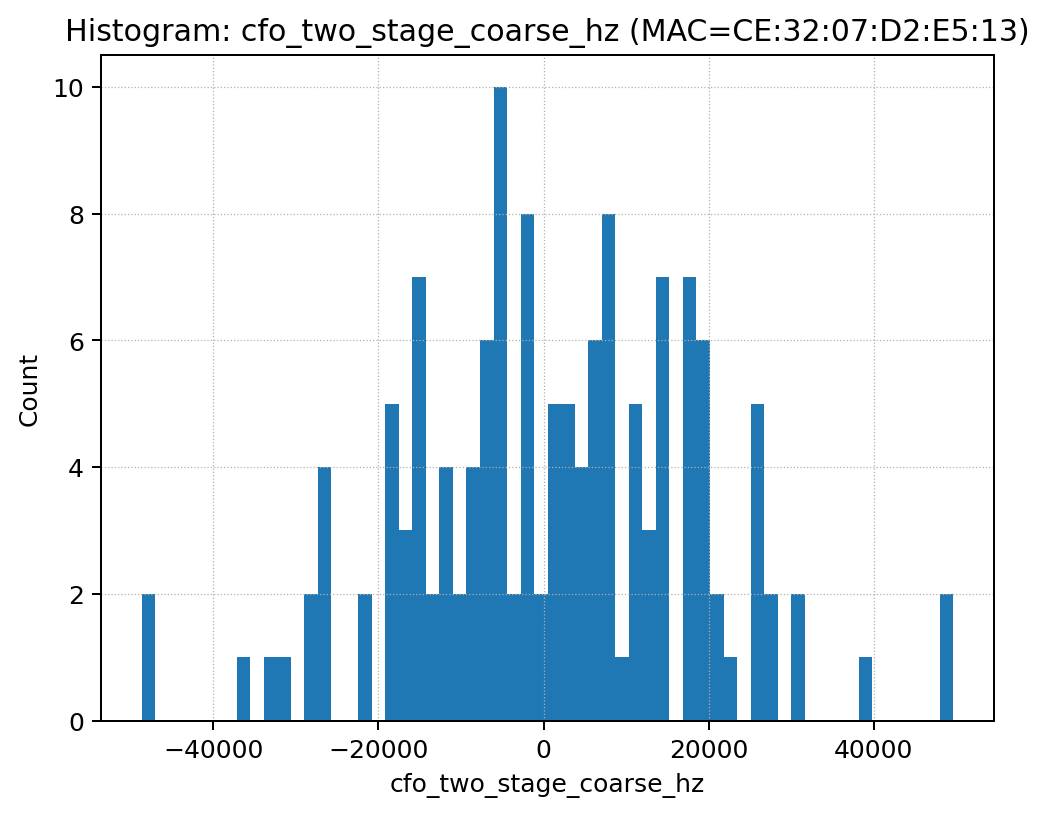 Histogram: cfo_two_stage_coarse_hz (MAC=CE:32:07:D2:E5:13)
10
8
6
4
2
0
Count
−40000 −20000 0 20000 40000
cfo_two_stage_coarse_hz